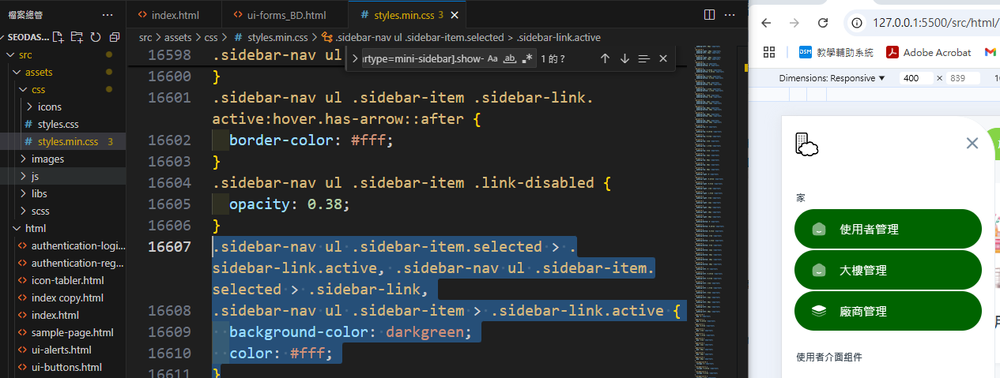 檔案總管
SEODAS...
src
assets
css
icons
styles.css
styles.min.css 3
images
js
libs
scss
html
authentication-logi...
authentication-reg...
icon-tabler.html
index copy.html
index.html
sample-page.html
ui-alerts.html
ui-buttons.html
index.html
ui-forms_BD.html
styles.min.css 3
src > assets > css > # styles.min.css > .sidebar-nav ul .sidebar-item.selected > .sidebar-link.active
rtype=mini-sidebar].show-
Aa ab
1 的 ?
16598 .sidebar-nav ul
16600 }
16601 .sidebar-nav ul .sidebar-item .sidebar-link.
active:hover.has-arrow::after {
16602 border-color: #fff;
16603 }
16604 .sidebar-nav ul .sidebar-item .link-disabled {
16605 opacity: 0.38;
16606 }
16607 .sidebar-nav ul .sidebar-item.selected > .
sidebar-link.active, .sidebar-nav ul .sidebar-item.
selected > .sidebar-link,
16608 .sidebar-nav ul .sidebar-item > .sidebar-link.active {
16609 background-color: darkgreen;
16610 color: #fff;
16611 }
127.0.0.1:5500/src/html/
DSM 教學輔助系統
Adobe Acrobat
Dimensions: Responsive
400 × 839
家
使用者管理
大樓管理
廠商管理
使用者介面組件